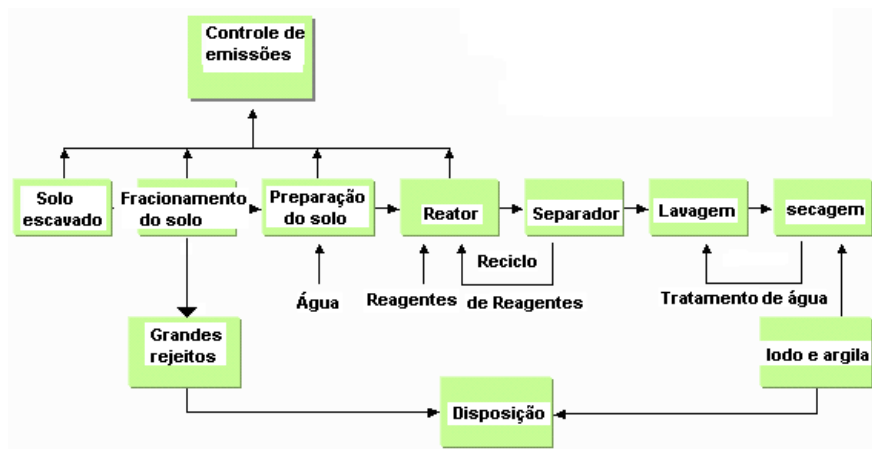 Controle de
emissões
Solo
escavado
Fracionamento
do solo
Preparação
do solo
Reator
Separador
Lavagem
secagem
Água
Reagentes
Reciclo
de Reagentes
Tratamento de água
Grandes
rejeitos
lodo e argila
Disposição